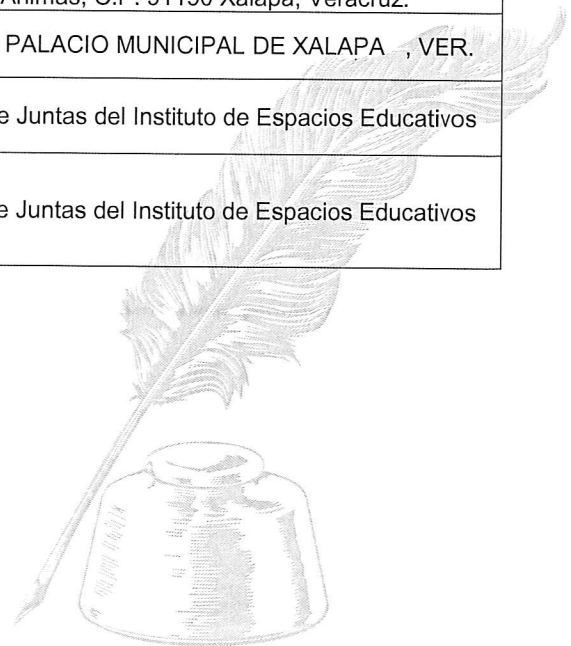 Animas, C.P. 91190 Xalapa, Veracruz.
PALACIO MUNICIPAL DE XALAPA , VER.
e Juntas del Instituto de Espacios Educativos
e Juntas del Instituto de Espacios Educativos